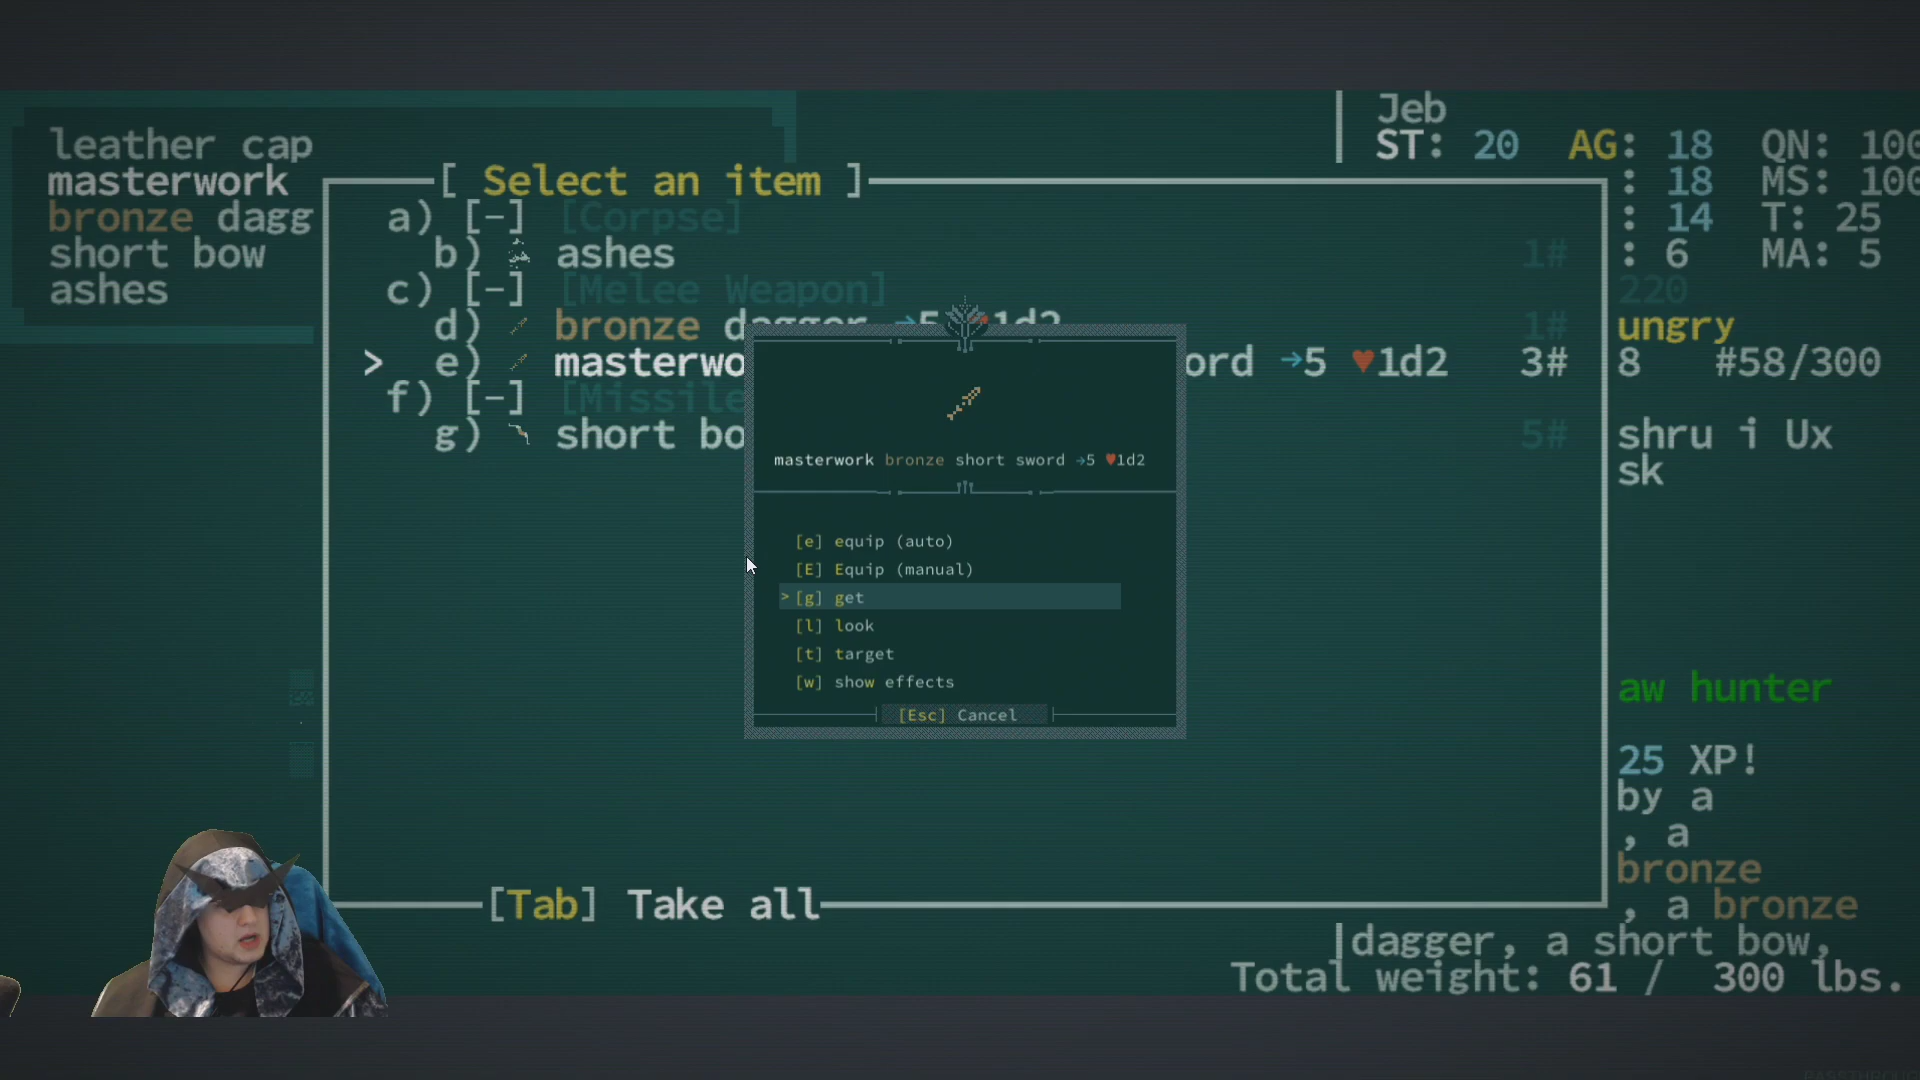 leather cap
masterwork
bronze dagg
short bow
ashes
[ Select an item ]
a) [-] [Corpse]
b) ashes 1#
c) [-] [Melee Weapon]
d) bronze dagger →5 1d2 1#
> e) masterwo ord →5 ♥1d2 3#
f) [-] [Missile
g) short bo 5#
masterwork bronze short sword →5 ♥1d2
[e] equip (auto)
[E] Equip (manual)
> [g] get
[l] look
[t] target
[w] show effects
[Esc] Cancel
[Tab] Take all
Jeb
ST: 20 AG: 18 QN: 100
: 18 MS: 100
: 14 T: 25
: 6 MA: 5
220
ungry
8 #58/300
shru i Ux
sk
aw hunter
25 XP!
by a
, a
bronze
, a bronze
dagger, a short bow,
Total weight: 61 / 300 lbs.